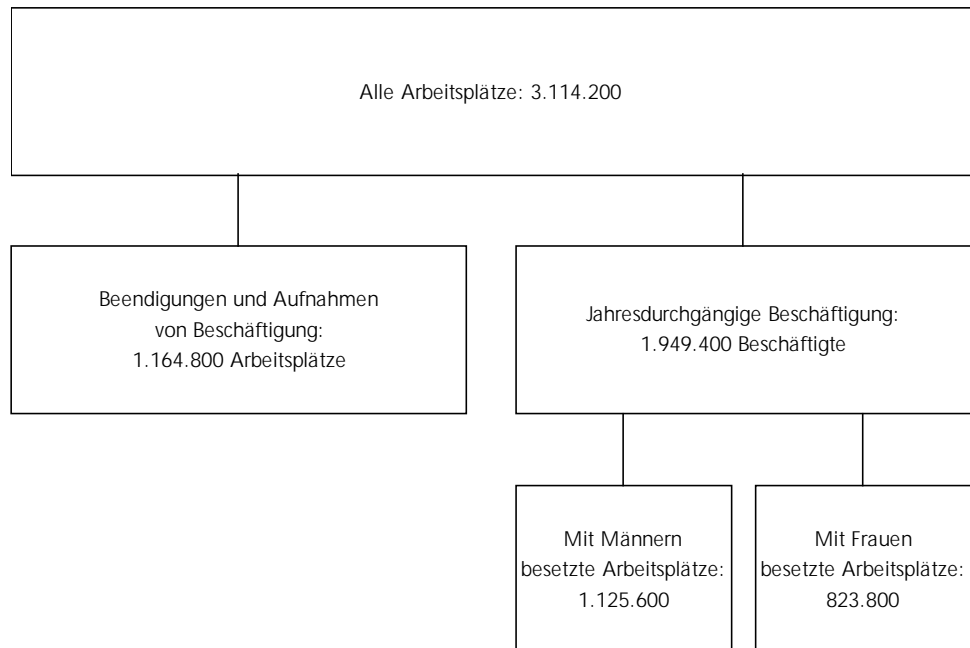 Alle Arbeitsplätze: 3.114.200
Beendigungen und Aufnahmen
von Beschäftigung:
1.164.800 Arbeitsplätze
Jahresdurchgängige Beschäftigung:
1.949.400 Beschäftigte
Mit Männern
besetzte Arbeitsplätze:
1.125.600
Mit Frauen
besetzte Arbeitsplätze:
823.800